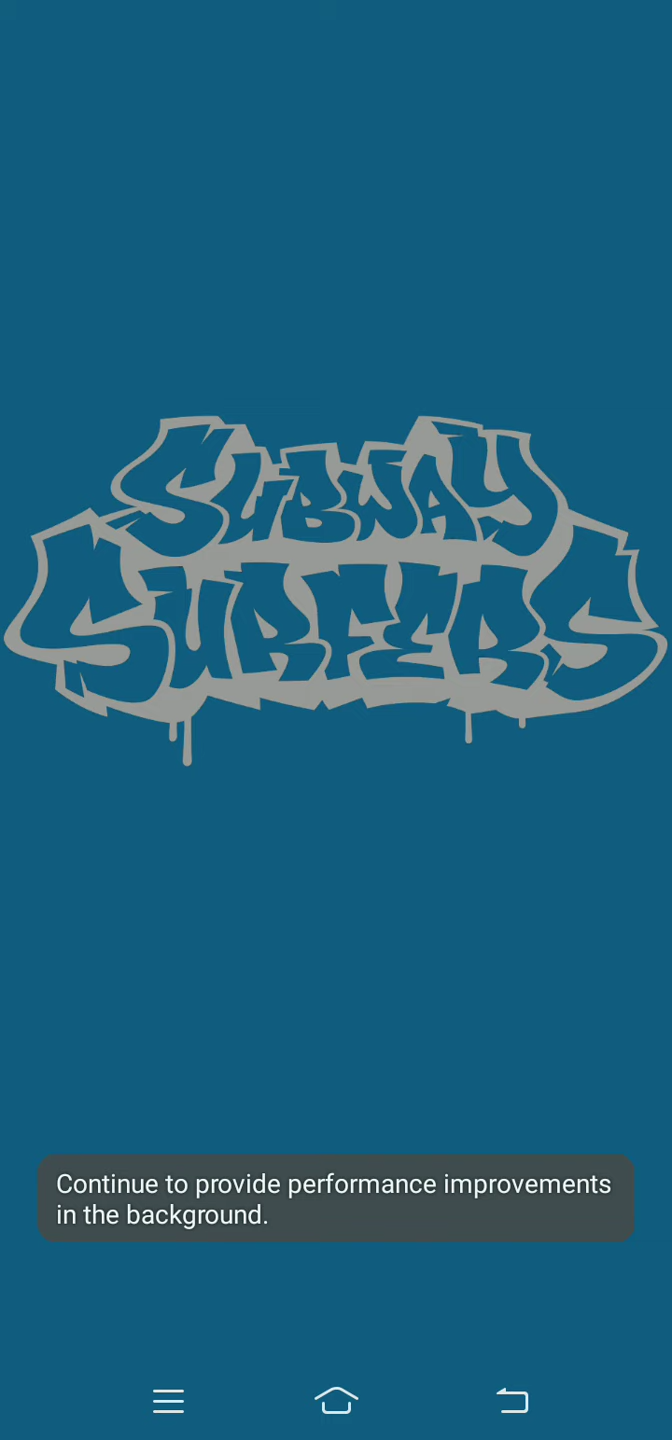 SUBWAY
SURFERS
Continue to provide performance improvements
in the background.